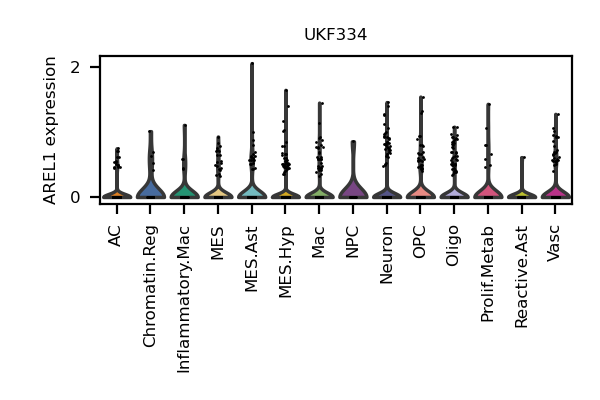 UKF334
AREL1 expression
2
0
AC
Chromatin.Reg
Inflammatory.Mac
MES
MES.Ast
MES.Hyp
Mac
NPC
Neuron
OPC
Oligo
Prolif.Metab
Reactive.Ast
Vasc